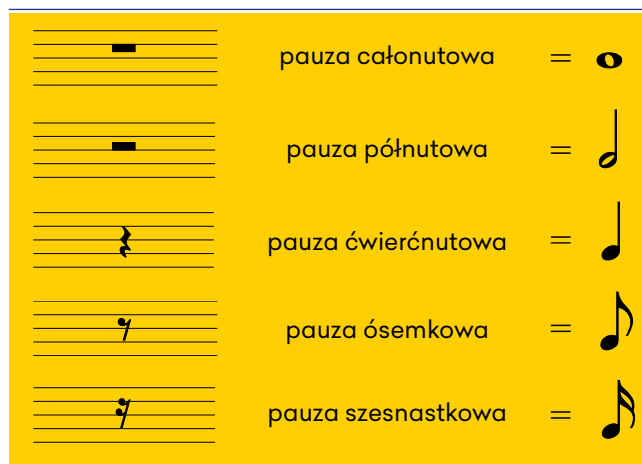 pauza całonutowa =
pauza półnutowa =
pauza ćwierćnutowa =
pauza ósemkowa =
pauza szesnastkowa =